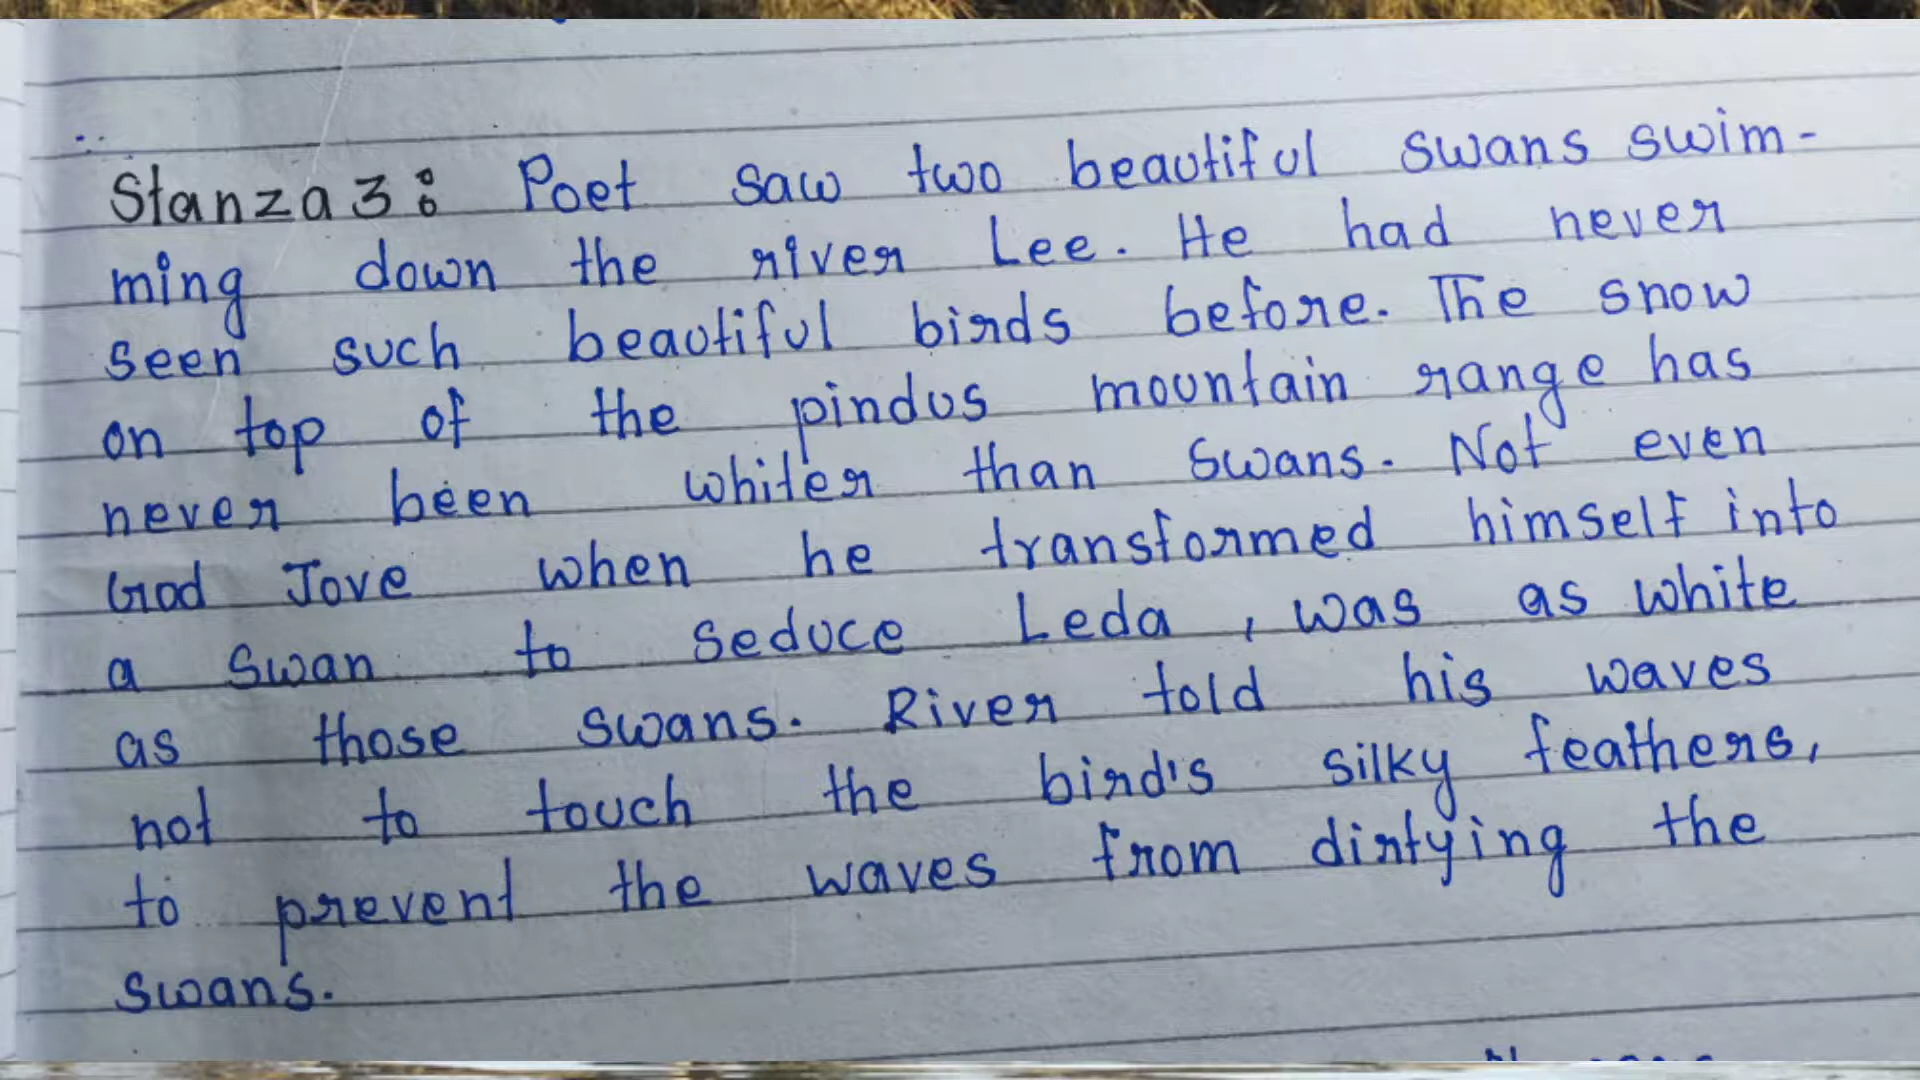 Stanza 3: Poet saw two beautiful swans swim-
ming down the river Lee. He had never
seen such beautiful birds before. The snow
on top of the pindus mountain range has
never been whiter than swans. Not even
God Jove when he transformed himself into
a swan to seduce Leda, was as white
as those swans. River told his waves
not to touch the bird's silky feathers,
to prevent the waves from dirtying the
swans.